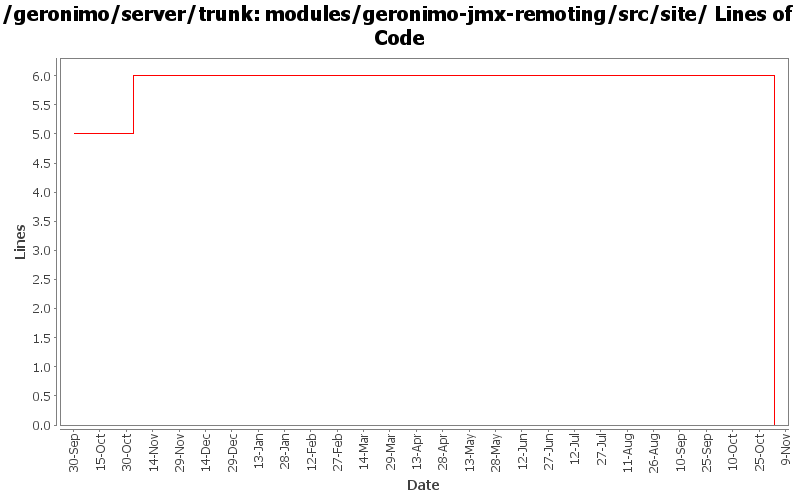 /geronimo/server/trunk: modules/geronimo-jmx-remoting/src/site/ Lines of
Code
6.0
5.5
5.0
4.5
4.0
3.5
3.0
2.5
2.0
1.5
1.0
0.5
0.0
Lines
30-Sep
15-Oct
30-Oct
14-Nov
29-Nov
14-Dec
29-Dec
13-Jan
28-Jan
12-Feb
27-Feb
14-Mar
29-Mar
13-Apr
28-Apr
13-May
28-May
12-Jun
27-Jun
12-Jul
27-Jul
11-Aug
26-Aug
10-Sep
25-Sep
10-Oct
25-Oct
9-Nov
Date